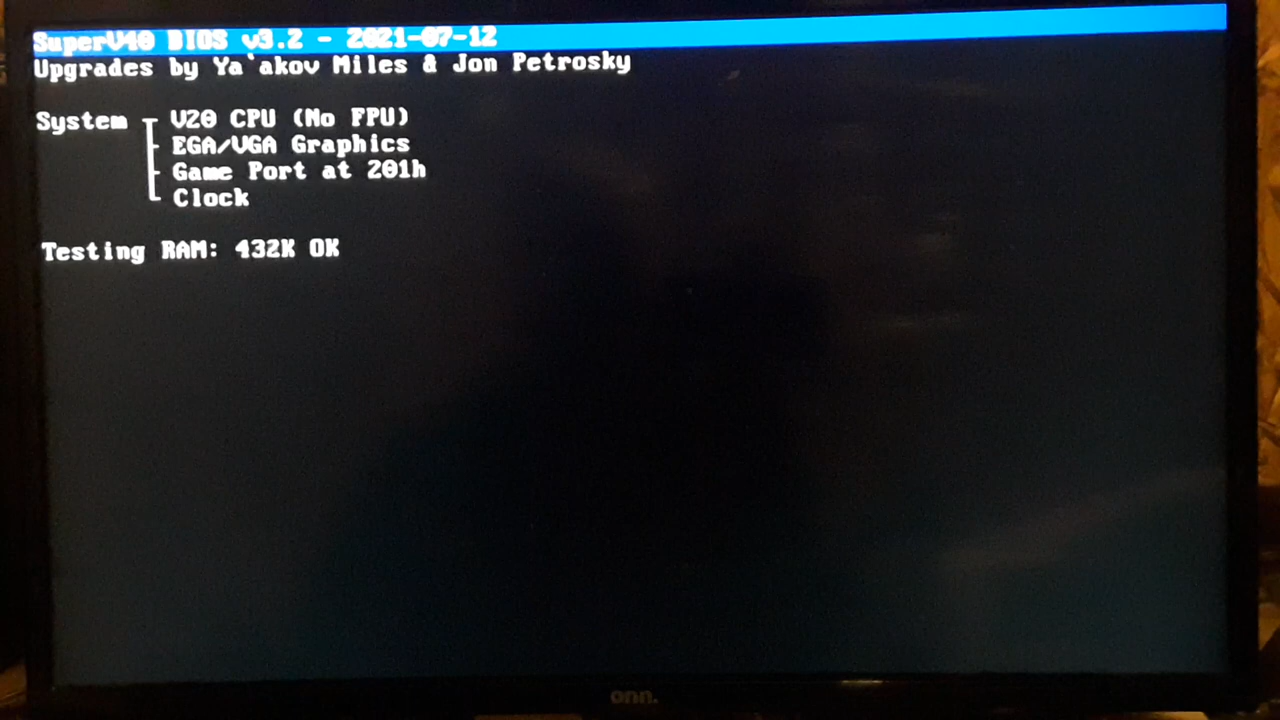 SuperV40 BIOS v3.2 - 2021-07-12
Upgrades by Ya`akov Miles & Jon Petrosky
System
V20 CPU (No FPU)
EGA/VGA Graphics
Game Port at 201h
Clock
Testing RAM: 432K OK
onn.